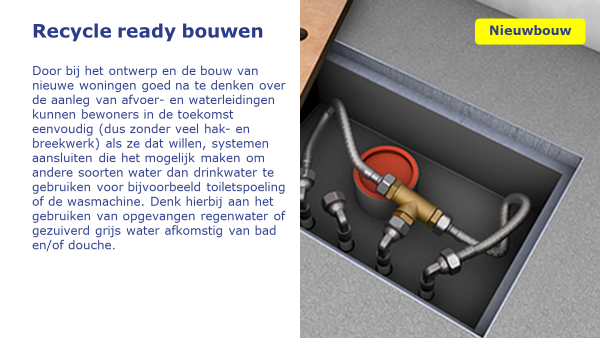 Recycle ready bouwen
Nieuwbouw
Door bij het ontwerp en de bouw van
nieuwe woningen goed na te denken over
de aanleg van afvoer- en waterleidingen
kunnen bewoners in de toekomst
eenvoudig (dus zonder veel hak- en
breekwerk) als ze dat willen, systemen
aansluiten die het mogelijk maken om
andere soorten water dan drinkwater te
gebruiken voor bijvoorbeeld toiletspoeling
of de wasmachine. Denk hierbij aan het
gebruiken van opgevangen regenwater of
gezuiverd grijs water afkomstig van bad
en/of douche.